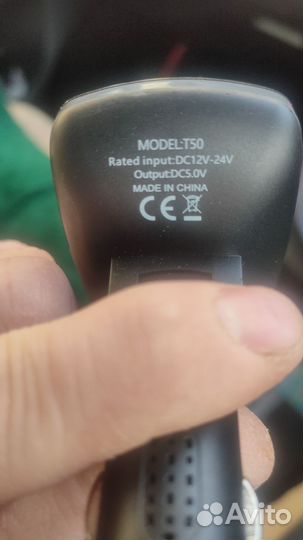 MODEL:T50
Rated input:DC12V-24V
Output:DC5.0V
MADE IN CHINA
CE
Avito